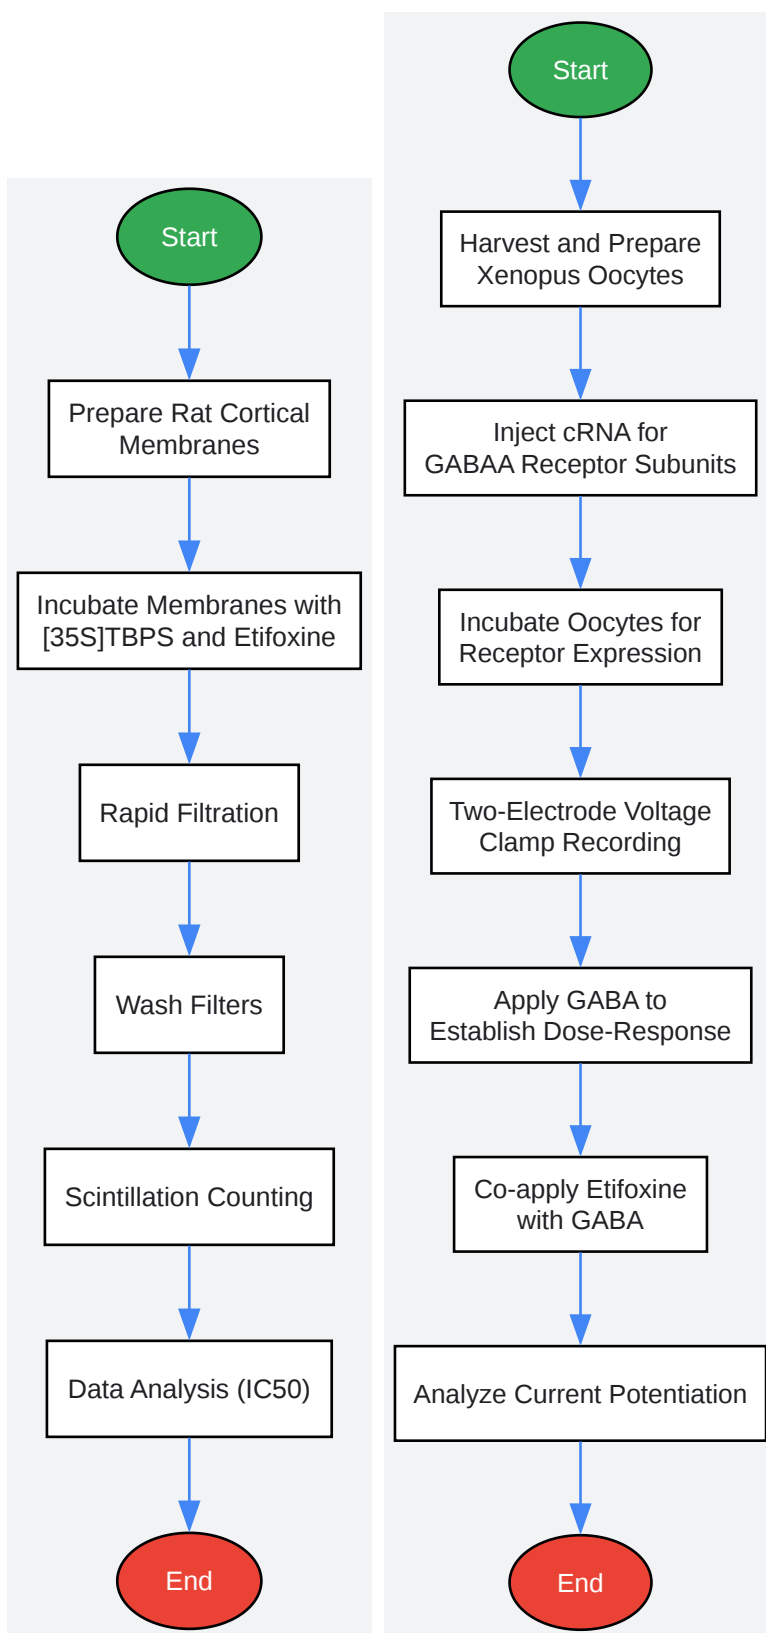 Start
Prepare Rat Cortical
Membranes
Incubate Membranes with
[35S]TBPS and Etifoxine
Rapid Filtration
Wash Filters
Scintillation Counting
Data Analysis (IC50)
End
Start
Harvest and Prepare
Xenopus Oocytes
Inject cRNA for
GABAA Receptor Subunits
Incubate Oocytes for
Receptor Expression
Two-Electrode Voltage
Clamp Recording
Apply GABA to
Establish Dose-Response
Co-apply Etifoxine
with GABA
Analyze Current Potentiation
End